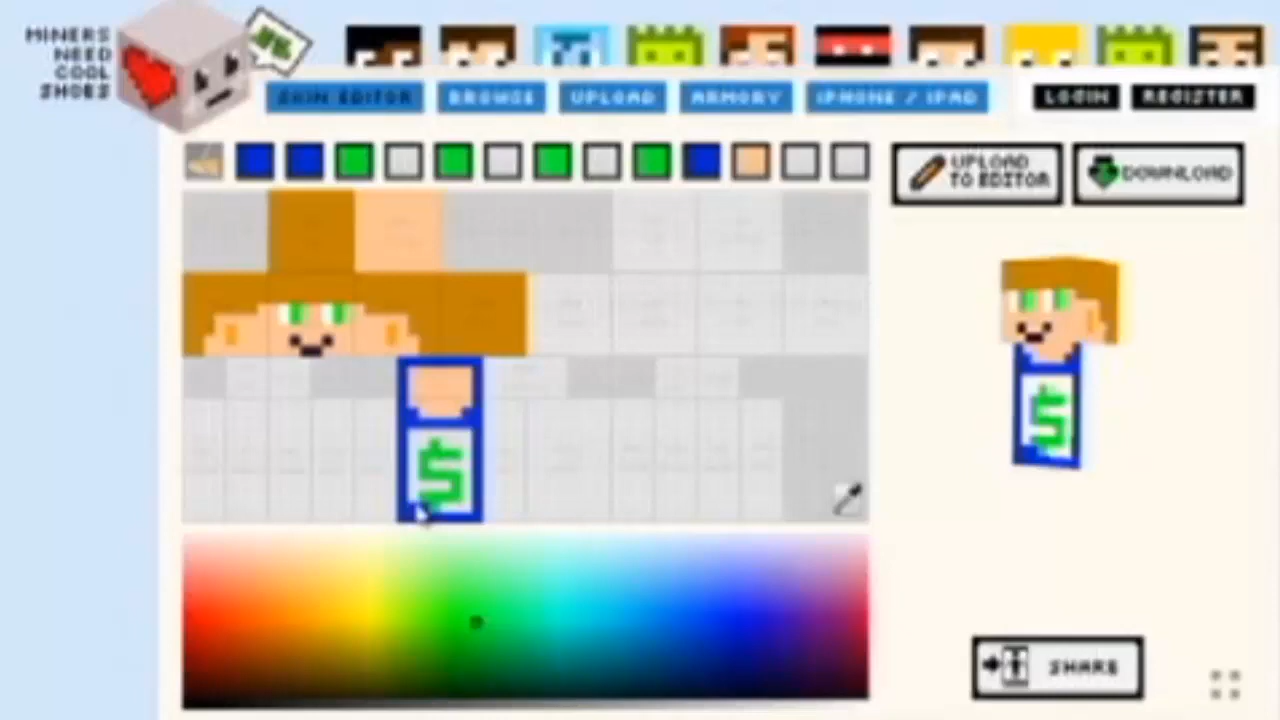 MINERS
NEED
COOL
SHOES
SKIN EDITOR
BROWSE
UPLOAD
ARMORY
IPHONE / IPAD
LOGIN
REGISTER
UPLOAD
TO EDITOR
DOWNLOAD
$
$
SHARE